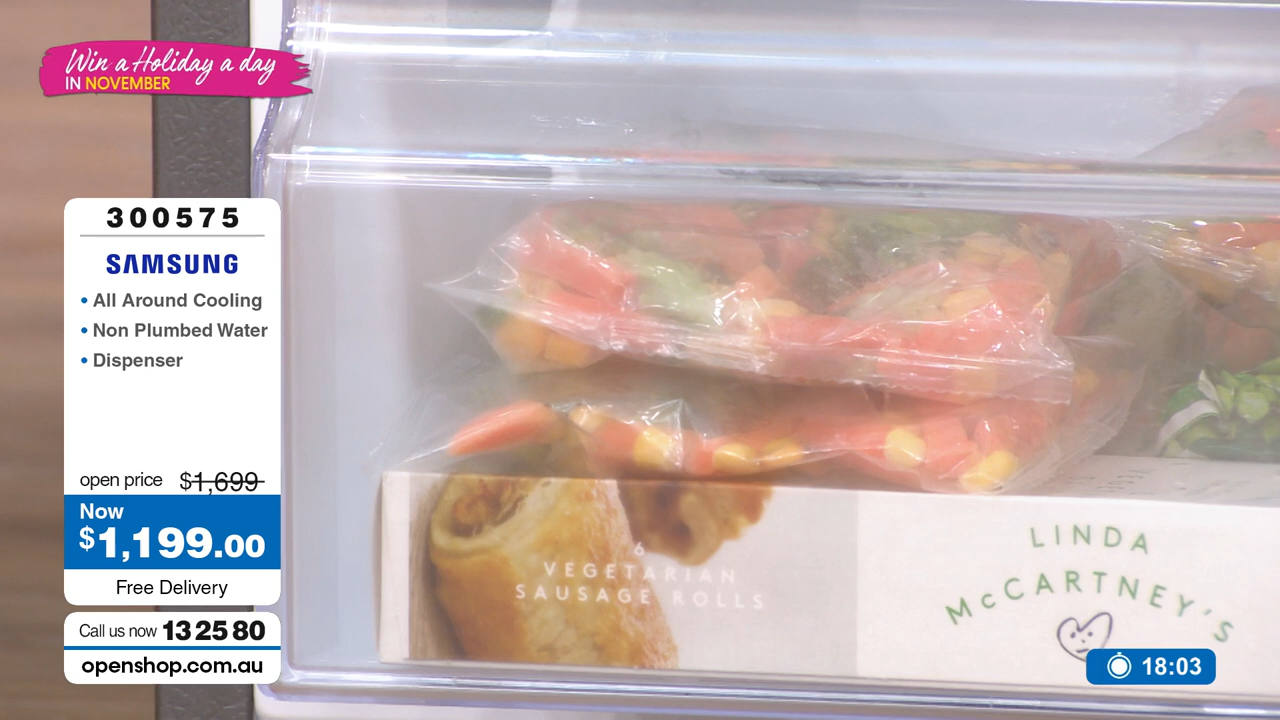 Win a Holiday a day
IN NOVEMBER
300575
SAMSUNG
• All Around Cooling
• Non Plumbed Water
• Dispenser
open price $1,699
Now
$1,199.00
Free Delivery
Call us now 13 25 80
openshop.com.au
6
VEGETARIAN
SAUSAGE ROLLS
LINDA
McCARTNEY'S
18:03